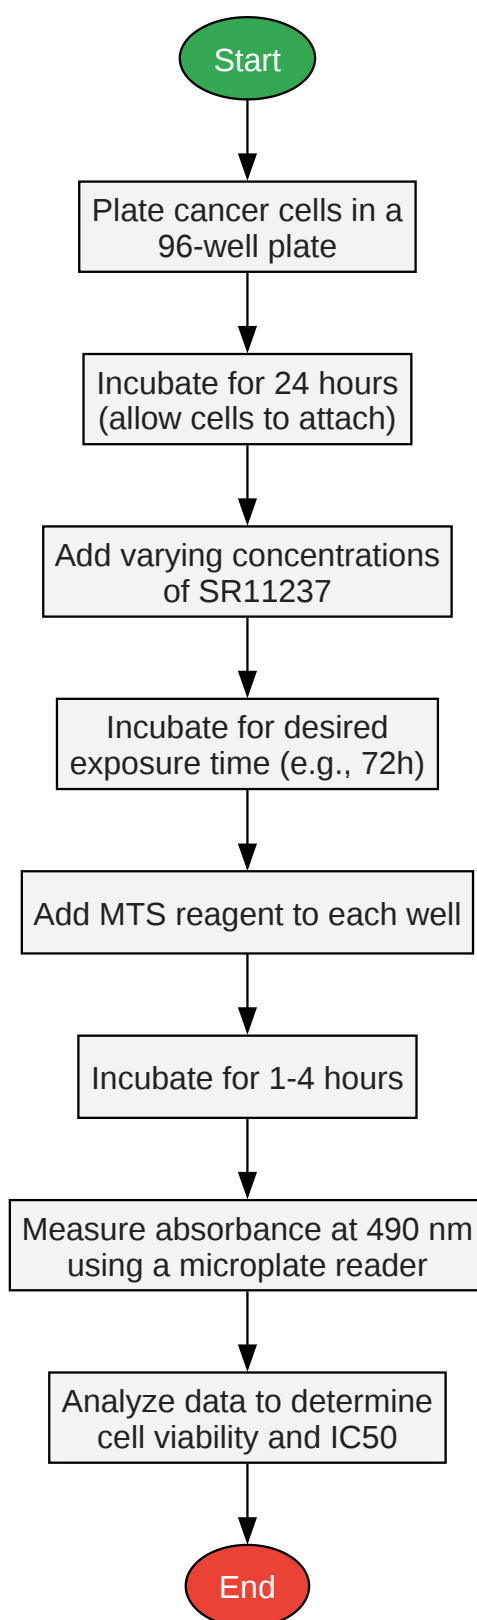 Start
Plate cancer cells in a
96-well plate
Incubate for 24 hours
(allow cells to attach)
Add varying concentrations
of SR11237
Incubate for desired
exposure time (e.g., 72h)
Add MTS reagent to each well
Incubate for 1-4 hours
Measure absorbance at 490 nm
using a microplate reader
Analyze data to determine
cell viability and IC50
End